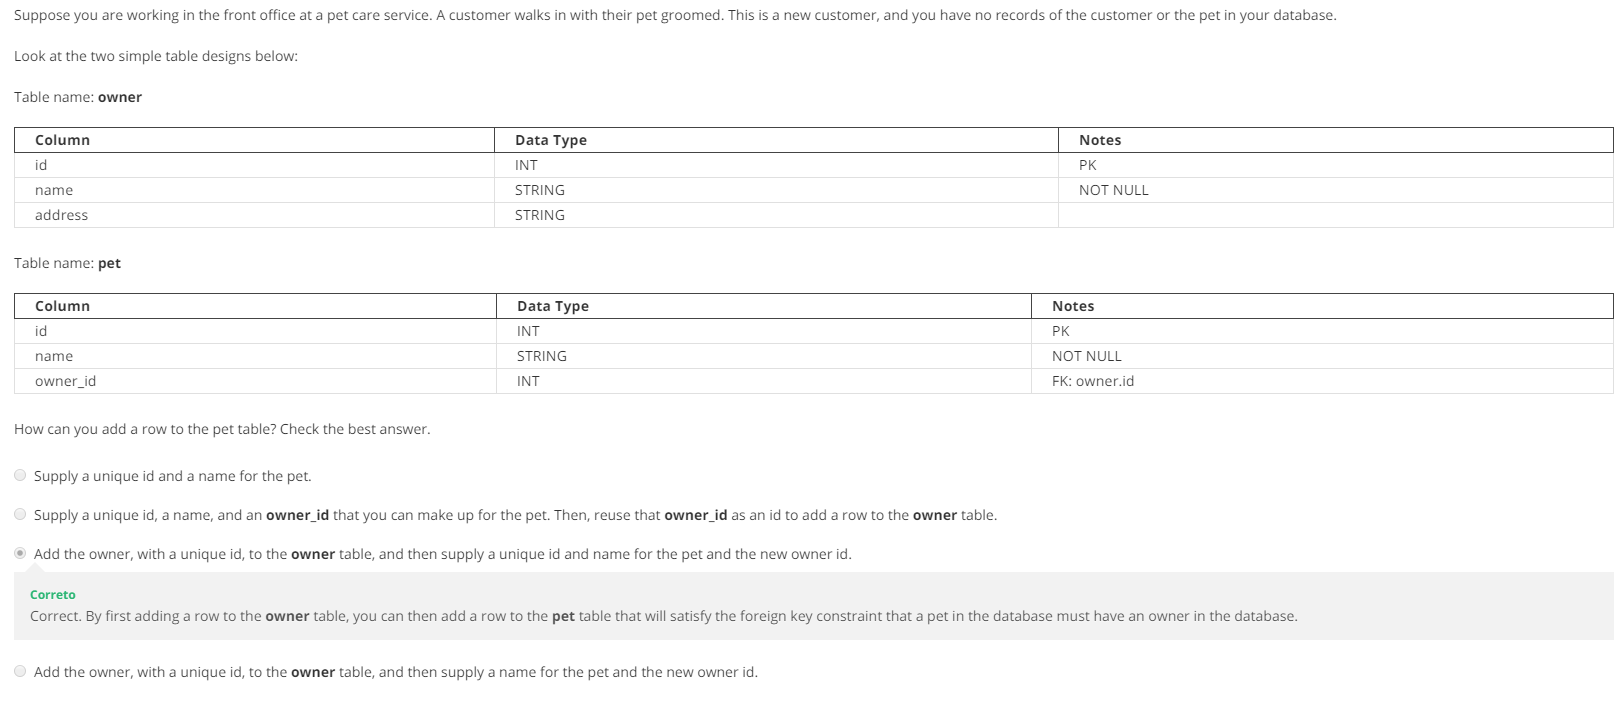 Suppose you are working in the front office at a pet care service. A customer walks in with their pet groomed. This is a new customer, and you have no records of the customer or the pet in your database.
Look at the two simple table designs below:
Table name: owner
Column Data Type Notes
id INT PK
name STRING NOT NULL
address STRING
Table name: pet
Column Data Type Notes
id INT PK
name STRING NOT NULL
owner_id INT FK: owner.id
How can you add a row to the pet table? Check the best answer.
Supply a unique id and a name for the pet.
Supply a unique id, a name, and an owner_id that you can make up for the pet. Then, reuse that owner_id as an id to add a row to the owner table.
Add the owner, with a unique id, to the owner table, and then supply a unique id and name for the pet and the new owner id.
Correto
Correct. By first adding a row to the owner table, you can then add a row to the pet table that will satisfy the foreign key constraint that a pet in the database must have an owner in the database.
Add the owner, with a unique id, to the owner table, and then supply a name for the pet and the new owner id.